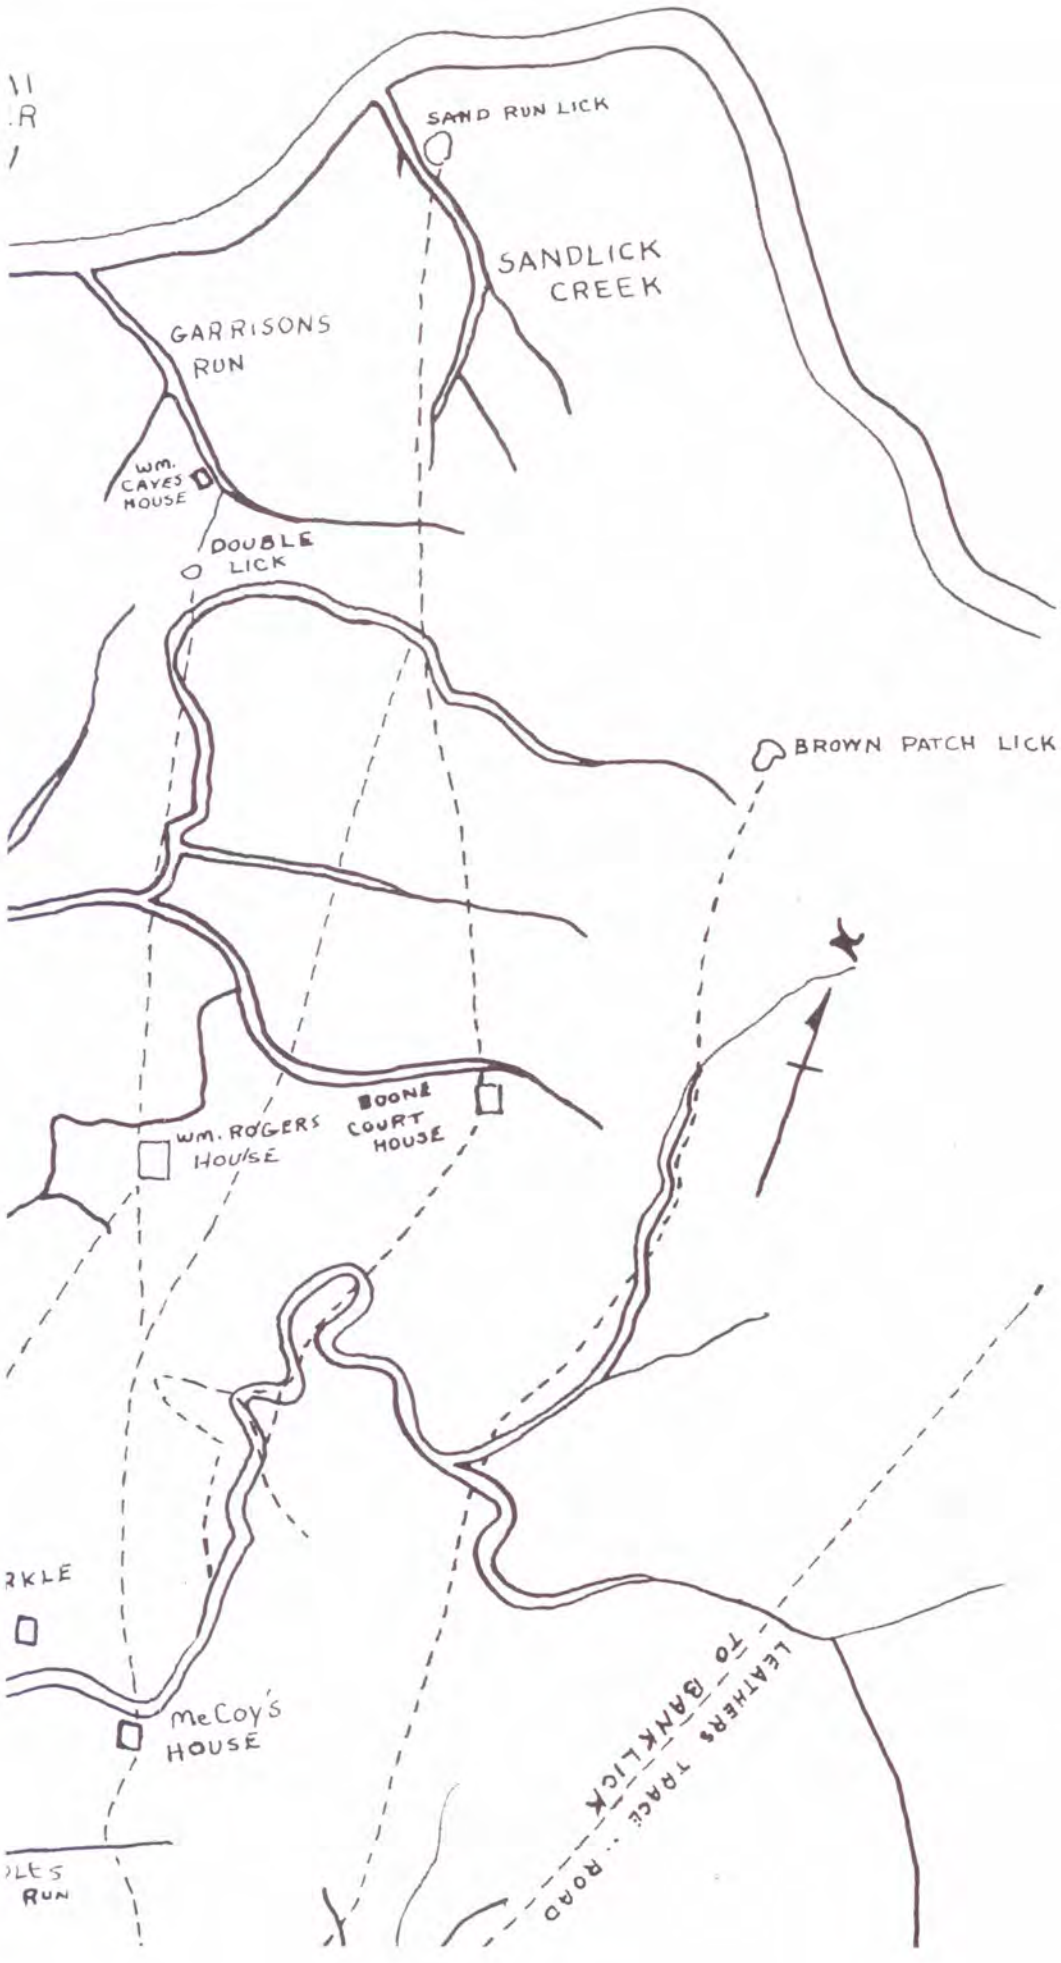 SAND RUN LICK
SANDLICK
CREEK
GARRISONS
RUN
WM.
CAVES
HOUSE
DOUBLE
LICK
BROWN PATCH LICK
BOONE
COURT
HOUSE
WM. ROGERS
HOUSE
RKLE
LEATHERS TRACE .. ROAD
TO BANKLICK
McCoy's
HOUSE
RUN